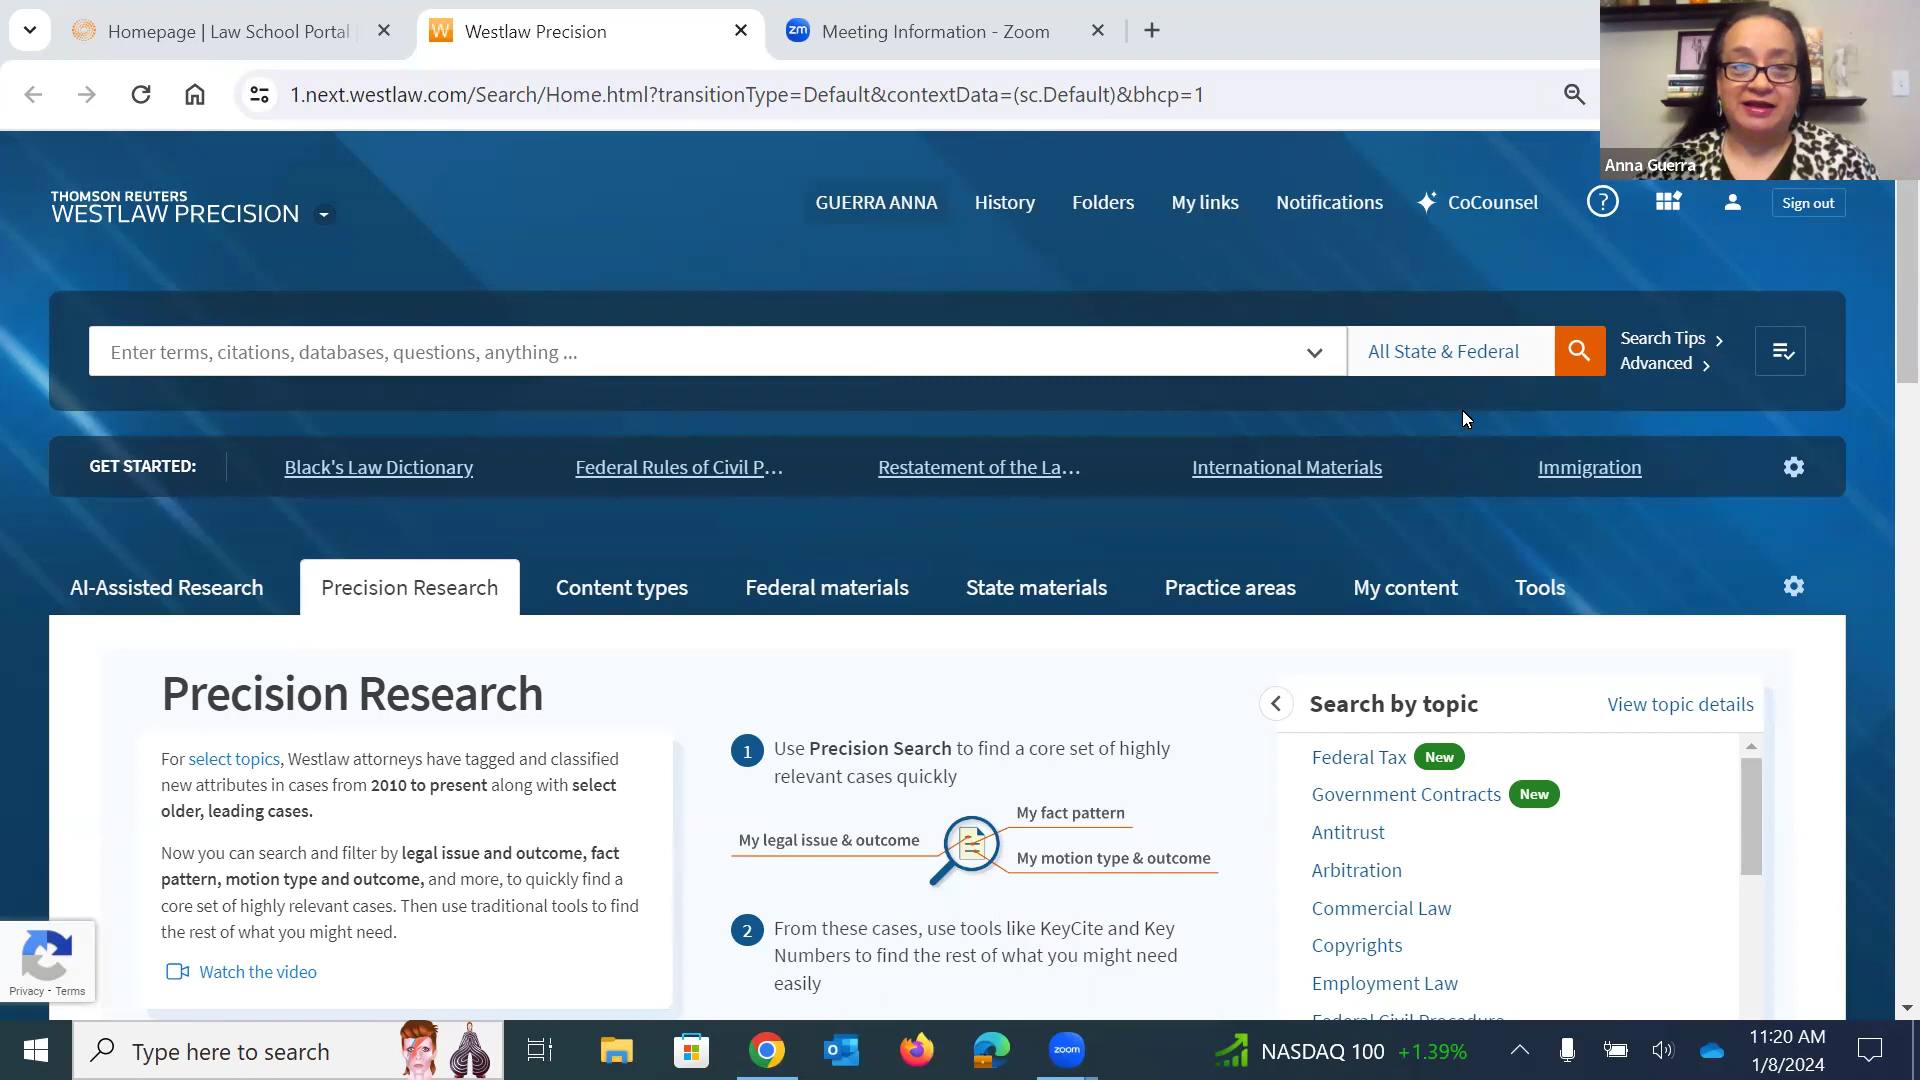 Homepage | Law School Portal
Westlaw Precision
Meeting Information - Zoom
1.next.westlaw.com/Search/Home.html?transitionType=Default&contextData=(sc.Default)&bhcp=1
Anna Guerra
THOMSON REUTERS
WESTLAW PRECISION
GUERRA ANNA
History
Folders
My links
Notifications
CoCounsel
Sign out
Enter terms, citations, databases, questions, anything ...
All State & Federal
Search Tips
Advanced
GET STARTED:
Black's Law Dictionary
Federal Rules of Civil P...
Restatement of the La...
International Materials
Immigration
AI-Assisted Research
Precision Research
Content types
Federal materials
State materials
Practice areas
My content
Tools
Precision Research
For select topics, Westlaw attorneys have tagged and classified
new attributes in cases from 2010 to present along with select
older, leading cases.
Now you can search and filter by legal issue and outcome, fact
pattern, motion type and outcome, and more, to quickly find a
core set of highly relevant cases. Then use traditional tools to find
the rest of what you might need.
Watch the video
1
Use Precision Search to find a core set of highly
relevant cases quickly
My legal issue & outcome
My fact pattern
My motion type & outcome
2
From these cases, use tools like KeyCite and Key
Numbers to find the rest of what you might need
easily
Search by topic
View topic details
Federal Tax New
Government Contracts New
Antitrust
Arbitration
Commercial Law
Copyrights
Employment Law
Federal Civil Procedure
Privacy - Terms
Type here to search
zoom
NASDAQ 100 +1.39%
11:20 AM
1/8/2024